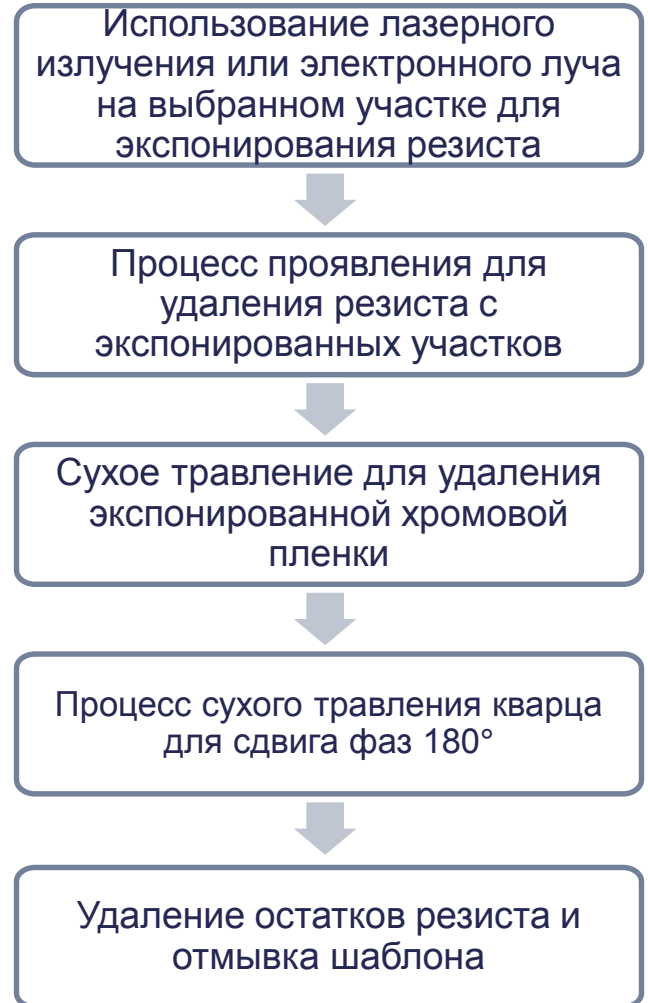 Использование лазерного
излучения или электронного луча
на выбранном участке для
экспонирования резиста
Процесс проявления для
удаления резиста с
экспонированных участков
Сухое травление для удаления
экспонированной хромовой
пленки
Процесс сухого травления кварца
для сдвига фаз 180°
Удаление остатков резиста и
отмывка шаблона